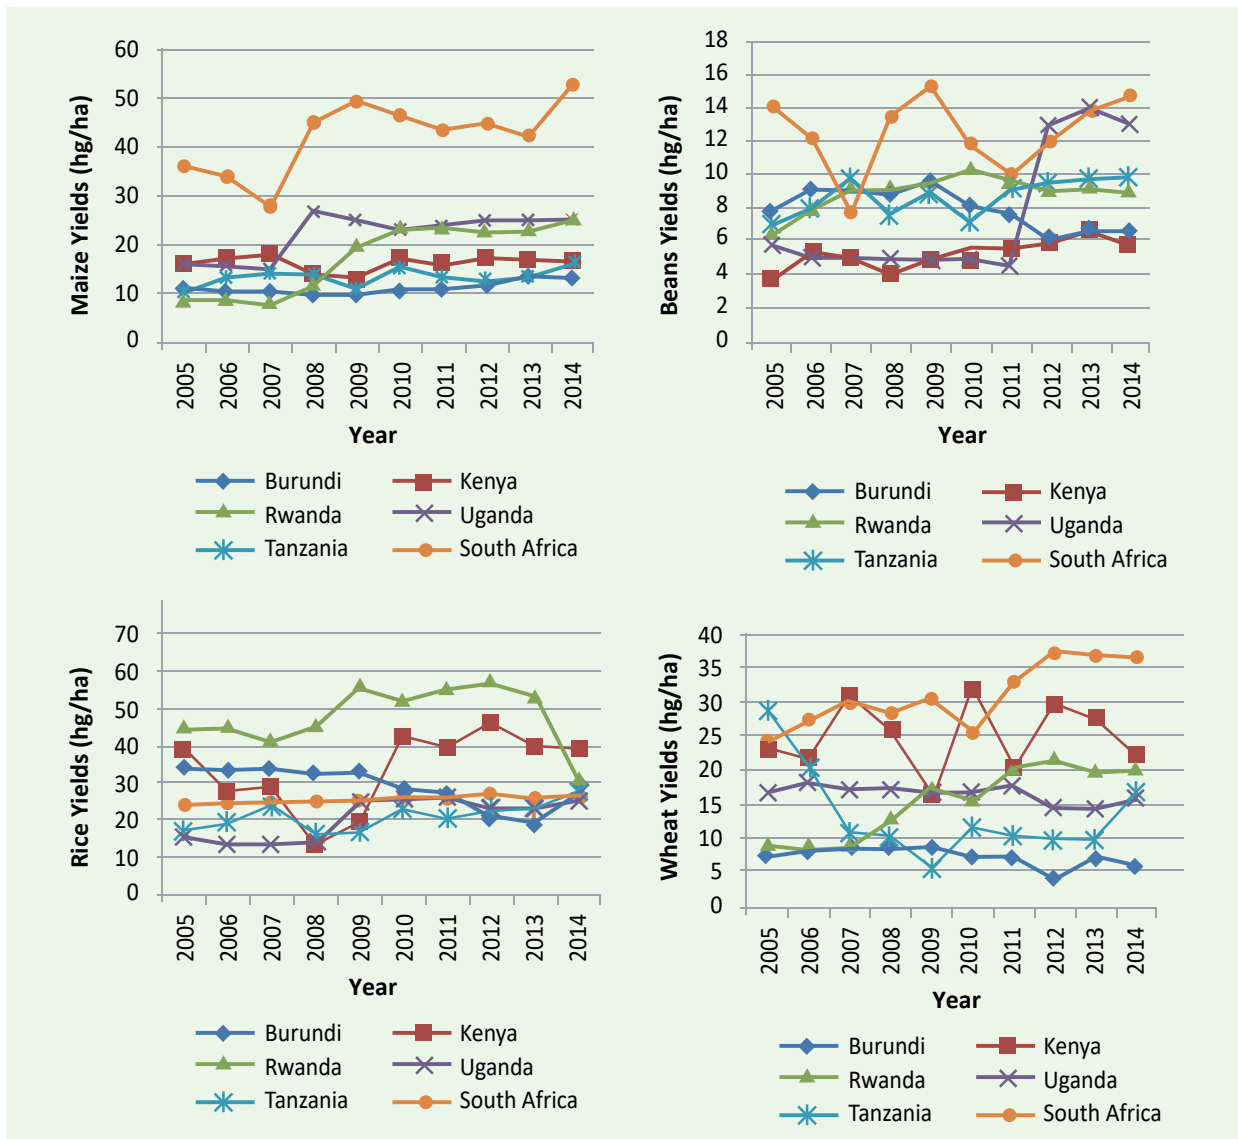 Maize Yields (hg/ha)
60
50
40
30
20
10
0
2005 2006 2007 2008 2009 2010 2011 2012 2013 2014
Year
Burundi Kenya
Rwanda Uganda
Tanzania South Africa
Beans Yields (hg/ha)
18
16
14
12
10
8
6
4
2
0
2005 2006 2007 2008 2009 2010 2011 2012 2013 2014
Year
Burundi Kenya
Rwanda Uganda
Tanzania South Africa
Rice Yields (hg/ha)
70
60
50
40
30
20
10
0
2005 2006 2007 2008 2009 2010 2011 2012 2013 2014
Year
Burundi Kenya
Rwanda Uganda
Tanzania South Africa
Wheat Yields (hg/ha)
40
35
30
25
20
15
10
5
0
2005 2006 2007 2008 2009 2010 2011 2012 2013 2014
Year
Burundi Kenya
Rwanda Uganda
Tanzania South Africa